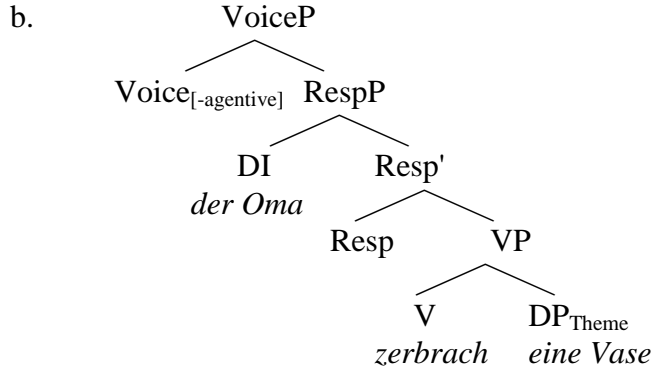 b. VoiceP
Voice[-agentive] RespP
DI Resp'
der Oma
Resp VP
V DPTheme
zerbrach eine Vase